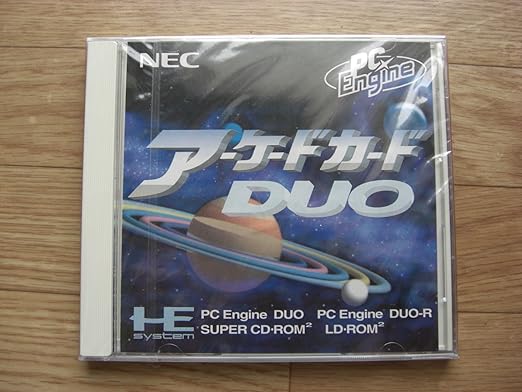 NEC
PC Engine
アーケードカード
DUO
HE system
PC Engine DUO PC Engine DUO-R
SUPER CD-ROM² LD-ROM²